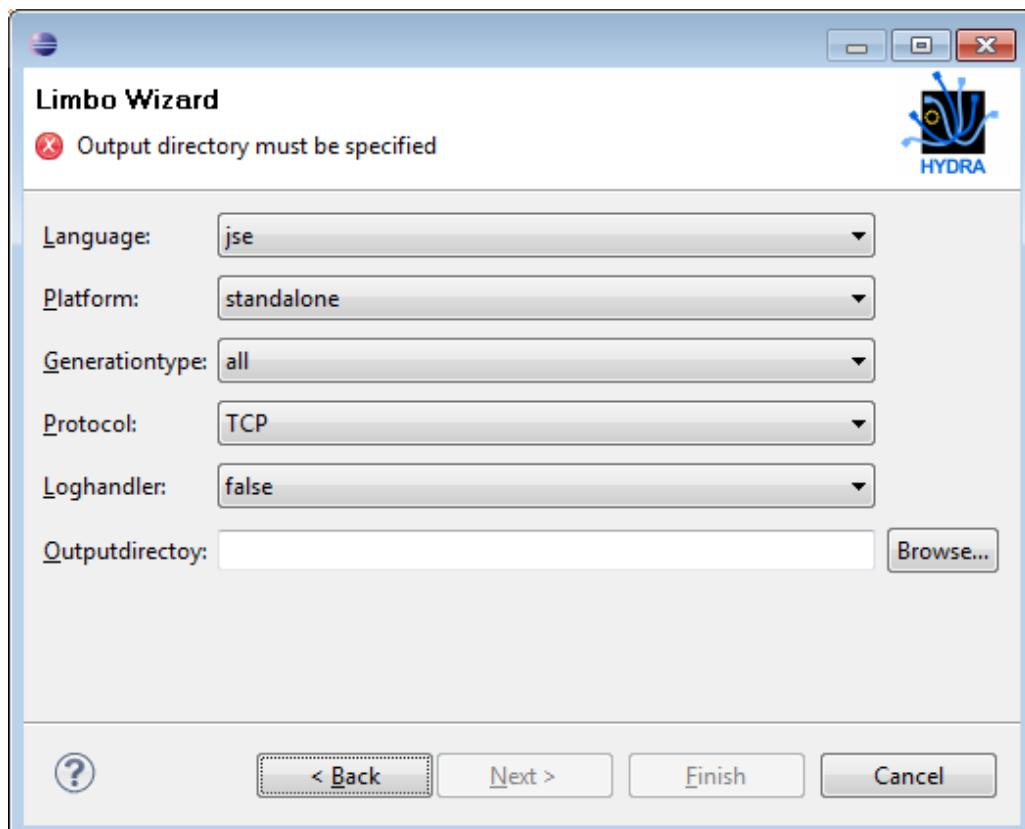 Limbo Wizard
Output directory must be specified
HYDRA
Language: jse
Platform: standalone
Generationtype: all
Protocol: TCP
Loghandler: false
Outputdirectoy: Browse...
? < Back Next > Finish Cancel